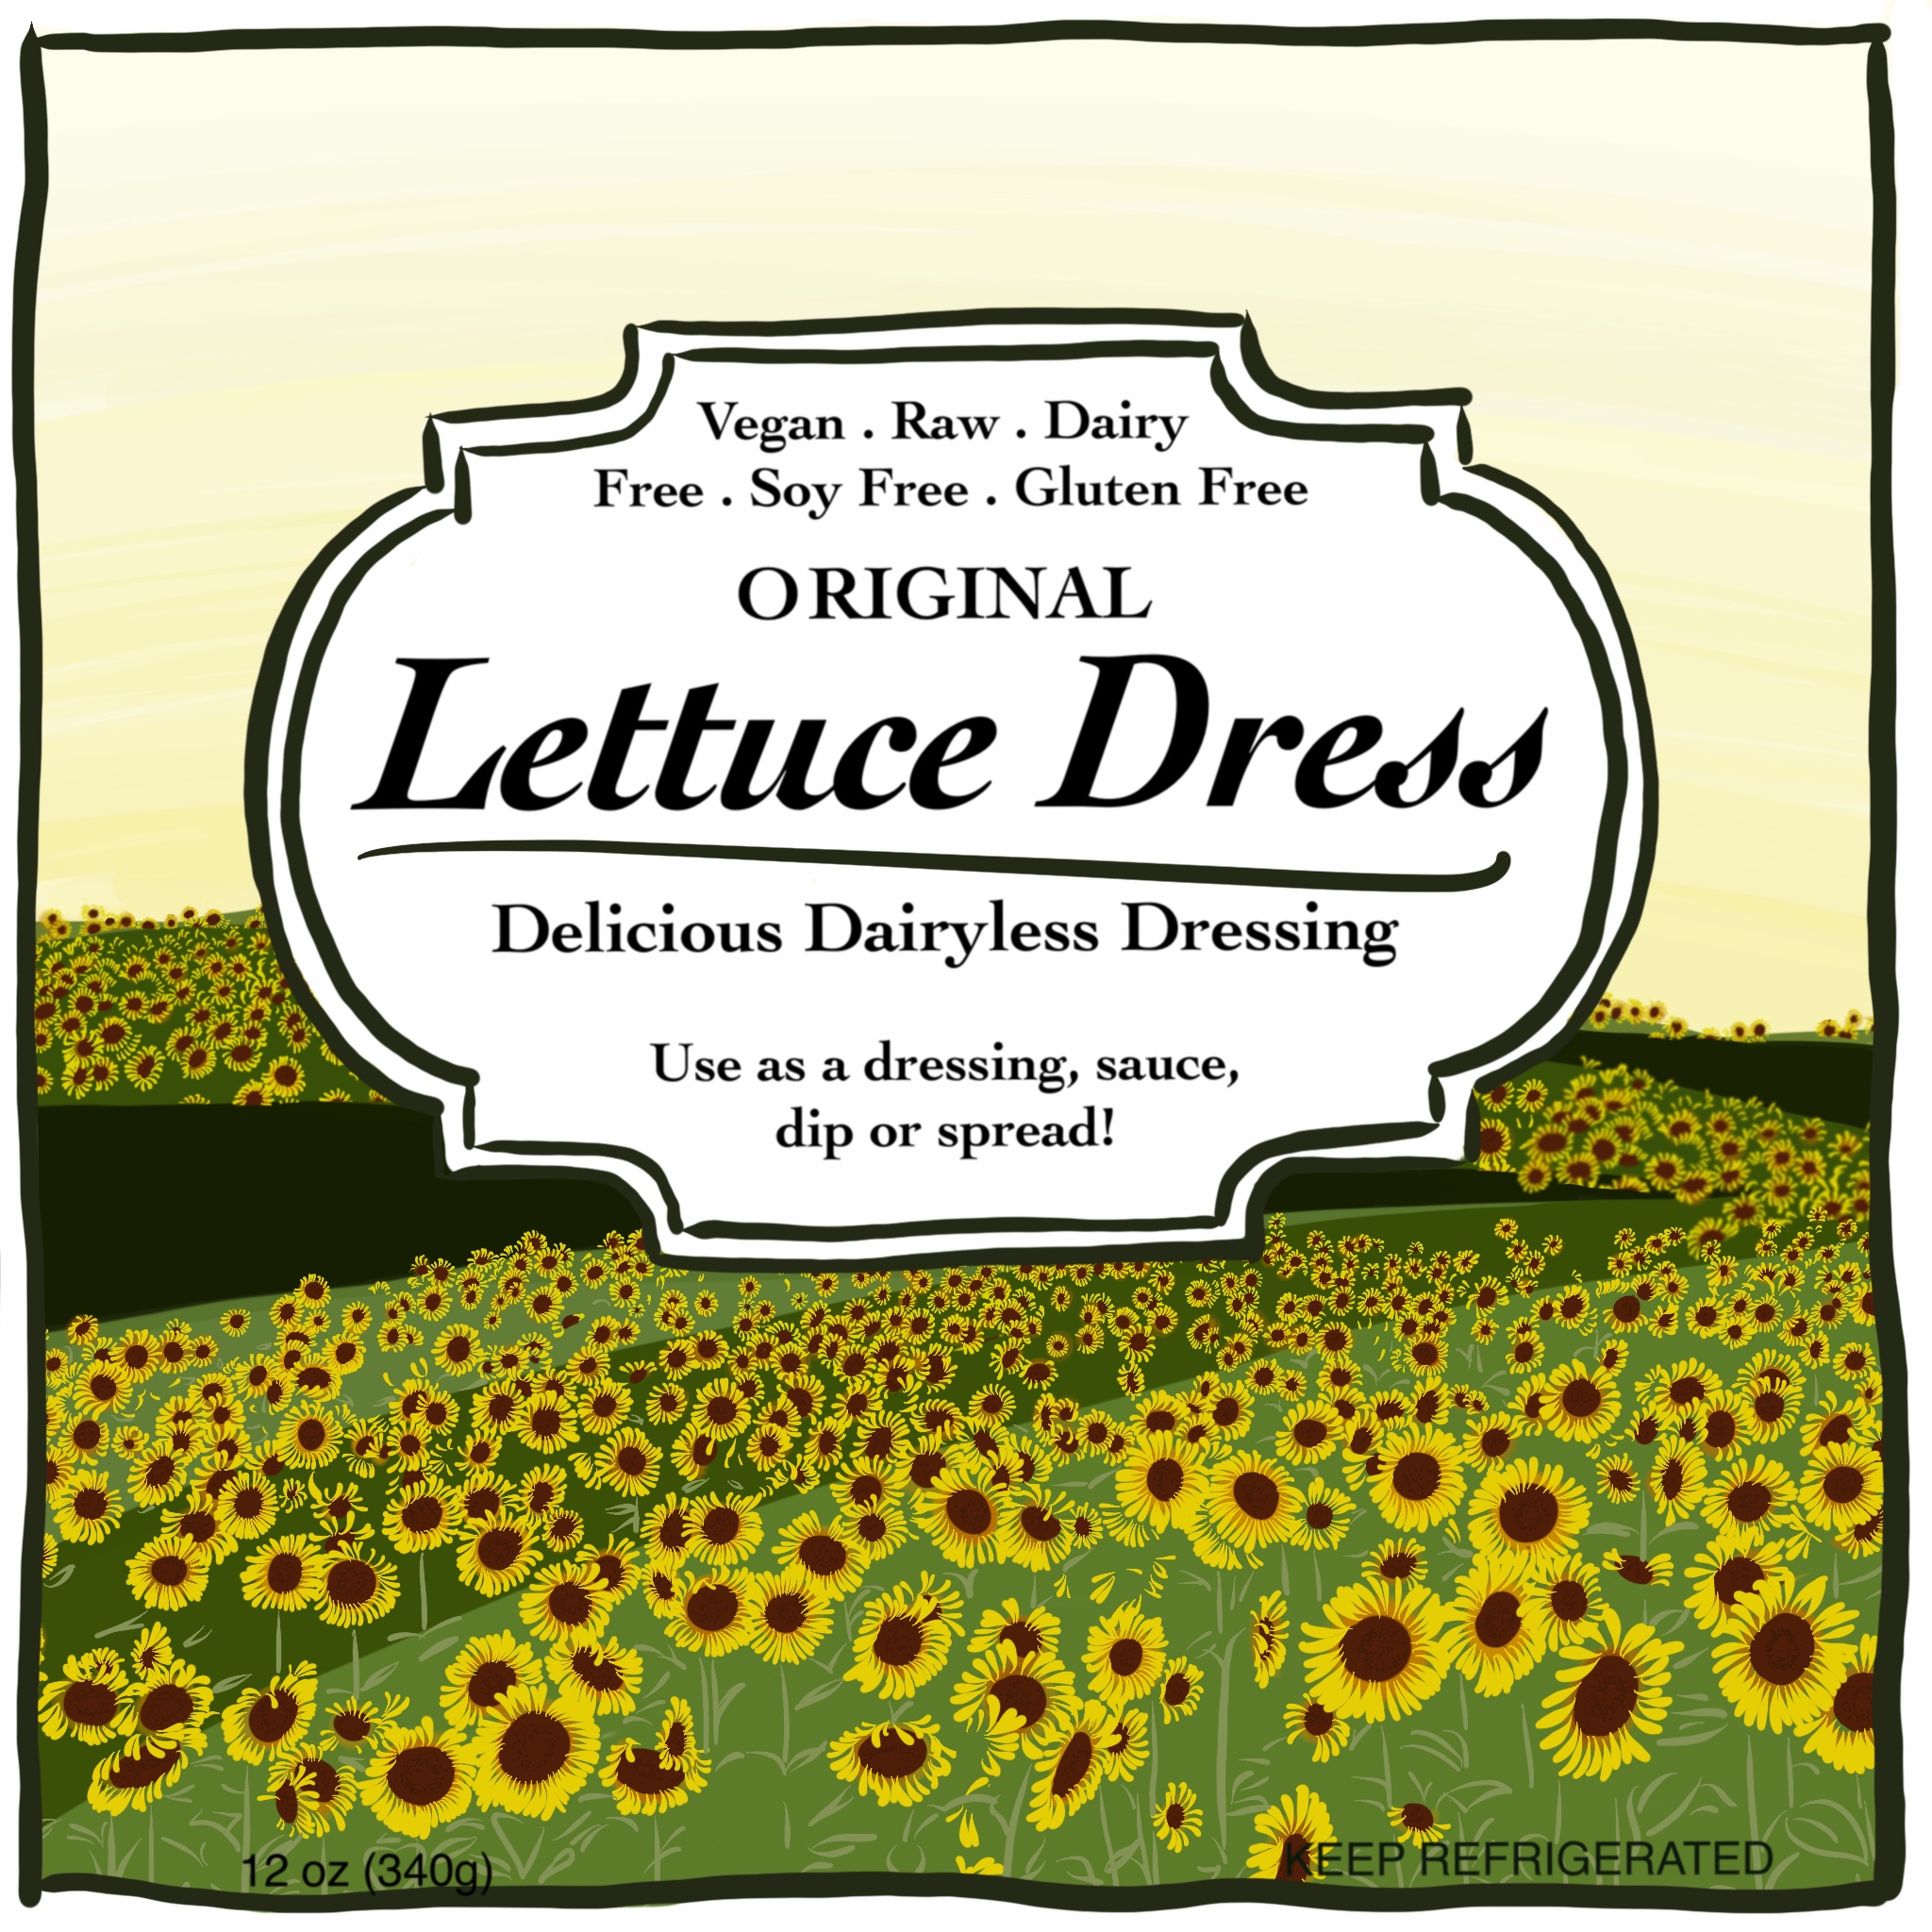 Vegan . Raw . Dairy
Free . Soy Free . Gluten Free
ORIGINAL
Lettuce Dress
Delicious Dairyless Dressing
Use as a dressing, sauce,
dip or spread!
12 oz (340g)
KEEP REFRIGERATED